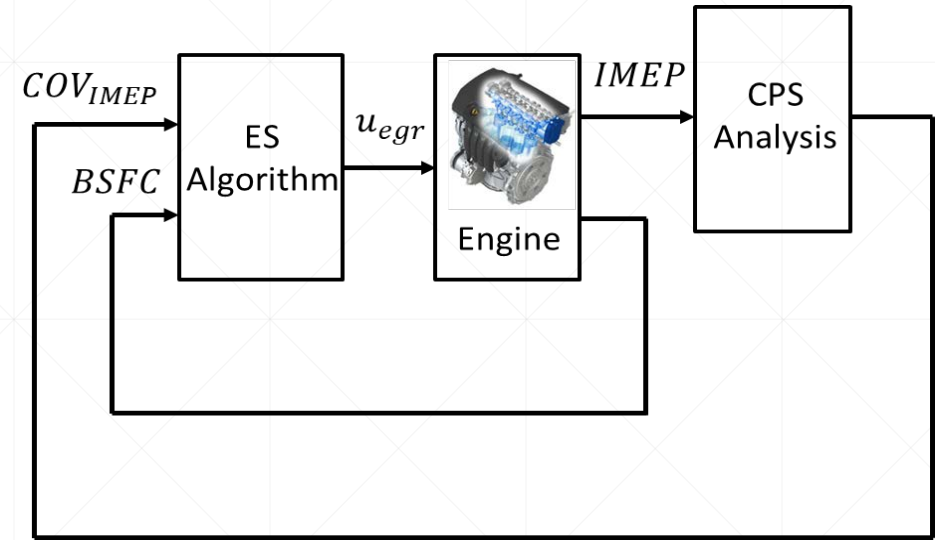 COV_IMEP
BSFC
ES
Algorithm
u_egr
Engine
IMEP
CPS
Analysis